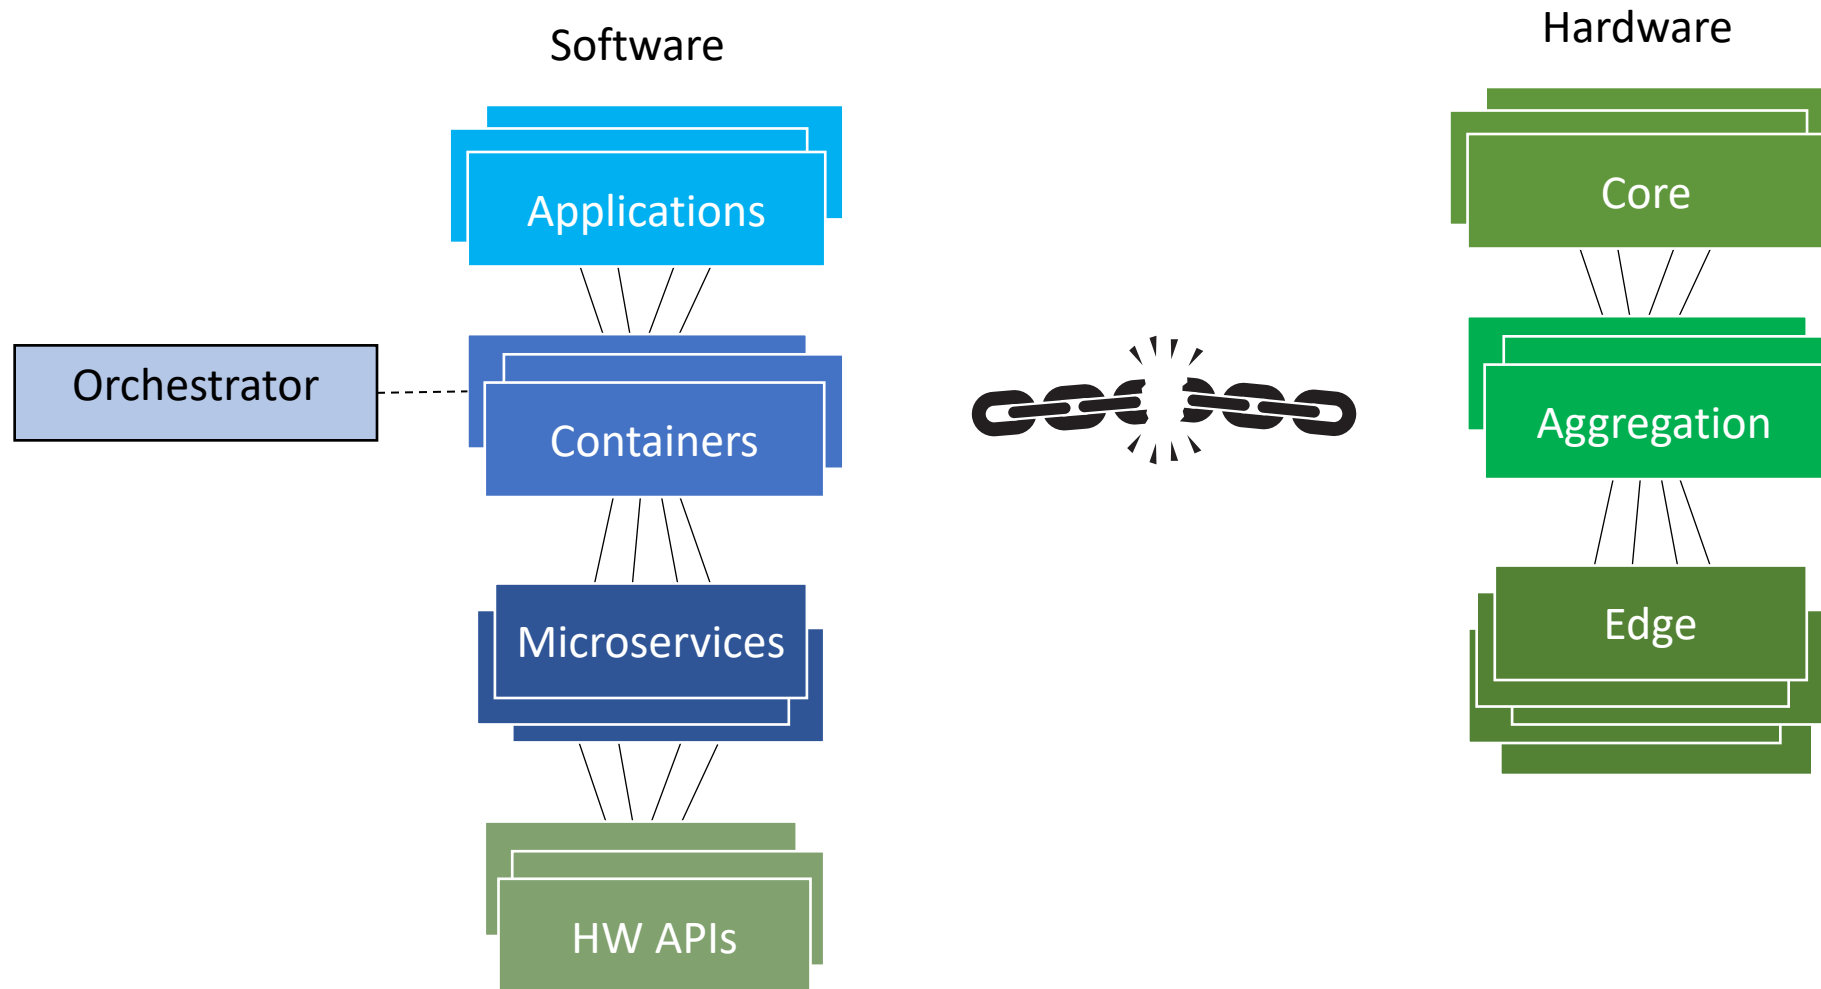 Software
Hardware
Applications
Core
Orchestrator
Containers
Aggregation
Microservices
Edge
HW APIs